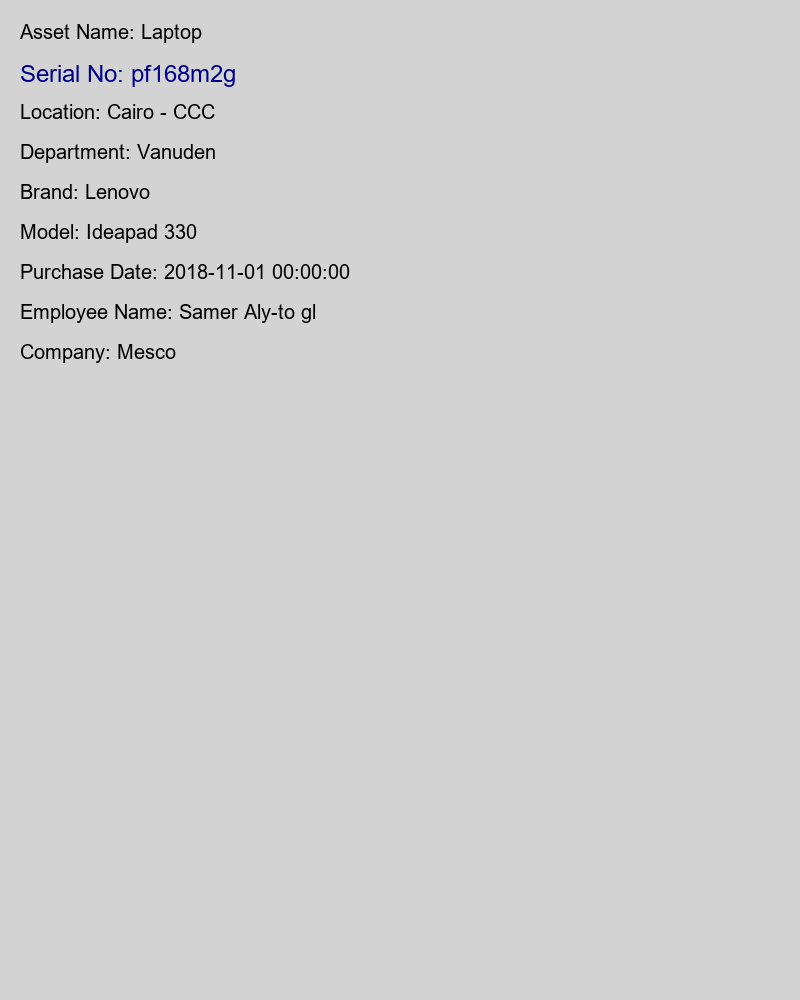 Asset Name: Laptop
Serial No: pf168m2g
Location: Cairo - CCC
Department: Vanuden
Brand: Lenovo
Model: Ideapad 330
Purchase Date: 2018-11-01 00:00:00
Employee Name: Samer Aly-to gl
Company: Mesco